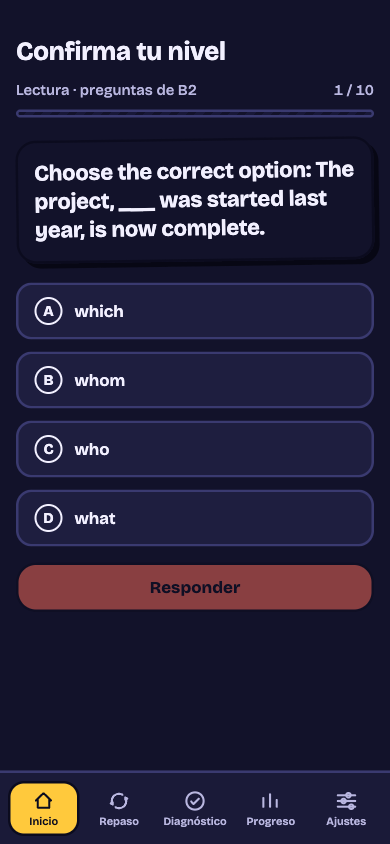 Confirma tu nivel
Lectura · preguntas de B2
1 / 10
Choose the correct option: The
project, ____ was started last
year, is now complete.
A which
B whom
C who
D what
Responder
Inicio
Repaso
Diagnóstico
Progreso
Ajustes